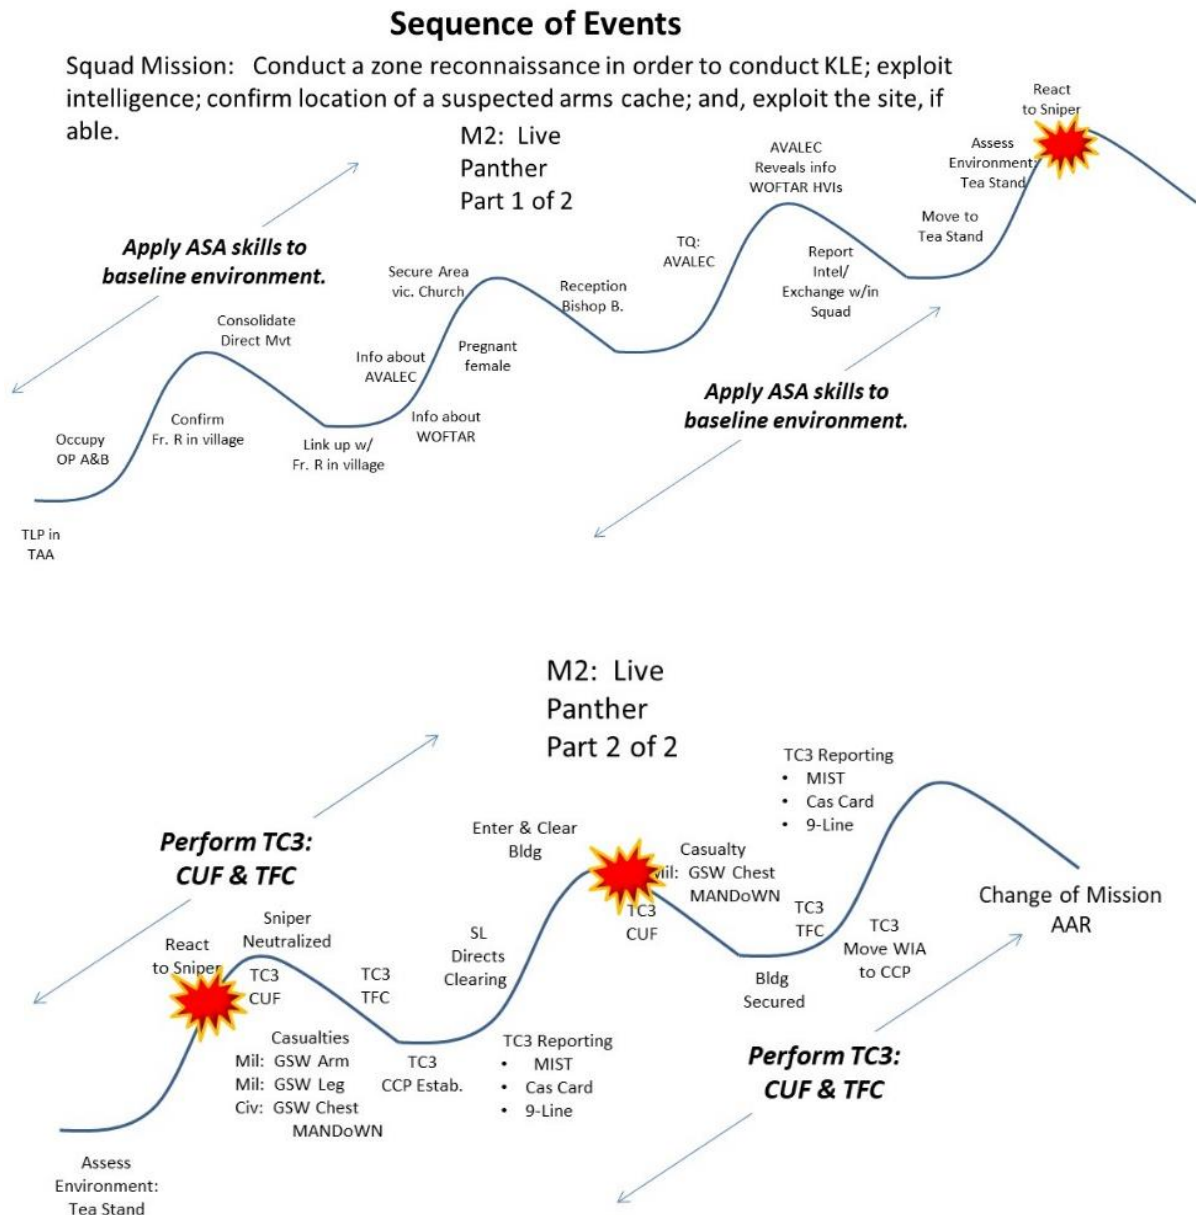 Sequence of Events
Squad Mission:   Conduct a zone reconnaissance in order to conduct KLE; exploit
intelligence; confirm location of a suspected arms cache; and, exploit the site, if
able.
M2:  Live
Panther
Part 1 of 2
Apply ASA skills to
baseline environment.
TLP in
TAA
Occupy
OP A&B
Confirm
Fr. R in village
Consolidate
Direct Mvt
Link up w/
Fr. R in village
Info about
AVALEC
Info about
WOFTAR
Secure Area
vic. Church
Pregnant
female
Reception
Bishop B.
TQ:
AVALEC
AVALEC
Reveals info
WOFTAR HVIs
Report
Intel/
Exchange w/in
Squad
Move to
Tea Stand
Assess
Environment:
Tea Stand
React
to Sniper
Apply ASA skills to
baseline environment.
M2:  Live
Panther
Part 2 of 2
Perform TC3:
CUF & TFC
Assess
Environment:
Tea Stand
React
to Sniper
Sniper
Neutralized
TC3
CUF
Casualties
Mil:  GSW Arm
Mil:  GSW Leg
Civ:  GSW Chest
MANDoWN
TC3
TFC
TC3
CCP Estab.
SL
Directs
Clearing
TC3 Reporting
• MIST
• Cas Card
• 9-Line
Enter & Clear
Bldg
TC3
CUF
Casualty
Mil:  GSW Chest
MANDoWN
Bldg
Secured
TC3
TFC
TC3
Move WIA
to CCP
TC3 Reporting
• MIST
• Cas Card
• 9-Line
Change of Mission
AAR
Perform TC3:
CUF & TFC